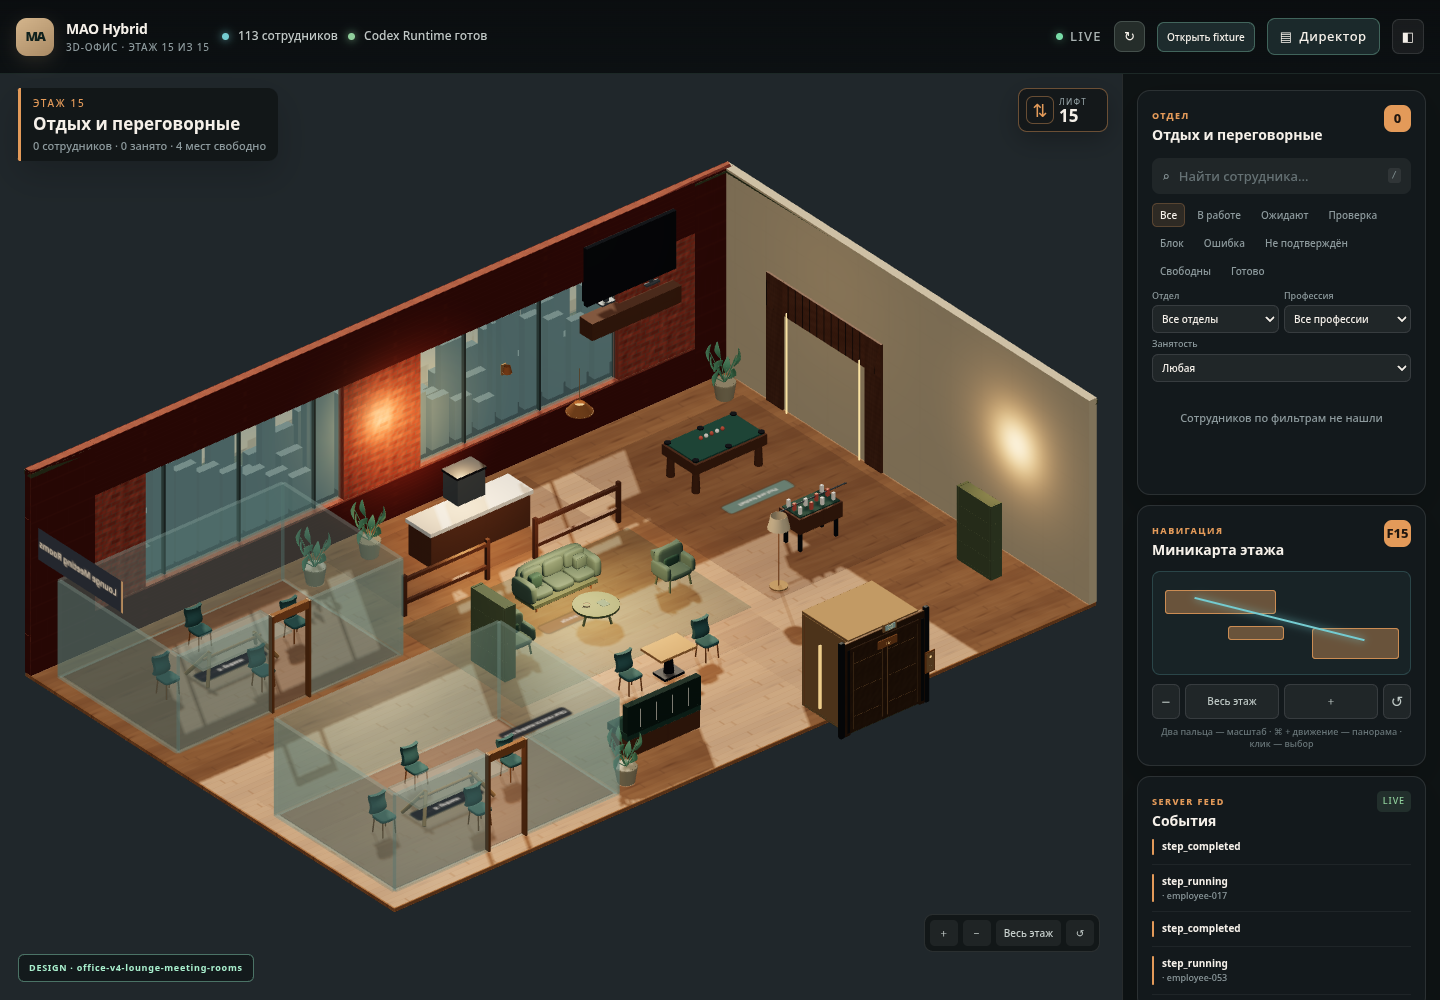 MA
MAO Hybrid
3D-ОФИС · ЭТАЖ 15 ИЗ 15
113 сотрудников
Codex Runtime готов
LIVE
Открыть fixture
Директор
ЭТАЖ 15
Отдых и переговорные
0 сотрудников · 0 занято · 4 мест свободно
ЛИФТ
15
Lounge Meeting Rooms
+
−
Весь этаж
↺
DESIGN · office-v4-lounge-meeting-rooms
ОТДЕЛ
0
Отдых и переговорные
Найти сотрудника...
/
Все
В работе
Ожидают
Проверка
Блок
Ошибка
Не подтверждён
Свободны
Готово
Отдел
Профессия
Все отделы
Все профессии
Занятость
Любая
Сотрудников по фильтрам не нашли
НАВИГАЦИЯ
F15
Миникарта этажа
−
Весь этаж
+
↺
Два пальца — масштаб · ⌘ + движение — панорама ·
клик — выбор
SERVER FEED
LIVE
События
step_completed
step_running
· employee-017
step_completed
step_running
· employee-053